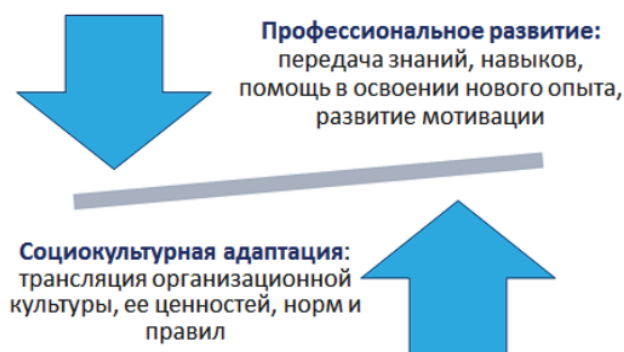 Профессиональное развитие:
передача знаний, навыков,
помощь в освоении нового опыта,
развитие мотивации
Социокультурная адаптация:
трансляция организационной
культуры, ее ценностей, норм и
правил